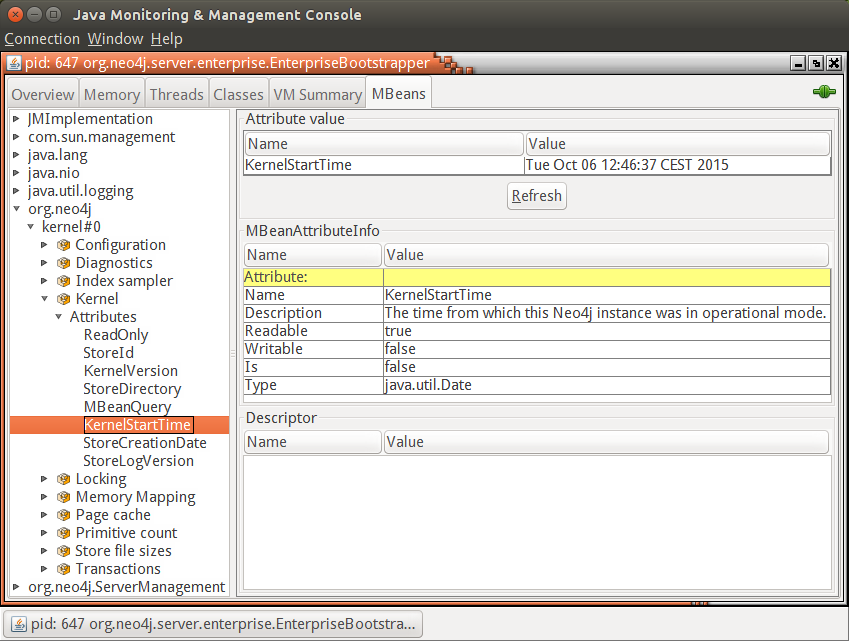 Java Monitoring & Management Console
Connection Window Help
pid: 647 org.neo4j.server.enterprise.EnterpriseBootstrapper
Overview Memory Threads Classes VM Summary MBeans
JMImplementation
com.sun.management
java.lang
java.nio
java.util.logging
org.neo4j
kernel#0
Configuration
Diagnostics
Index sampler
Kernel
Attributes
ReadOnly
StoreId
KernelVersion
StoreDirectory
MBeanQuery
KernelStartTime
StoreCreationDate
StoreLogVersion
Locking
Memory Mapping
Page cache
Primitive count
Store file sizes
Transactions
org.neo4j.ServerManagement
Attribute value
Name Value
KernelStartTime Tue Oct 06 12:46:37 CEST 2015
Refresh
MBeanAttributeInfo
Name Value
Attribute:
Name KernelStartTime
Description The time from which this Neo4j instance was in operational mode.
Readable true
Writable false
Is false
Type java.util.Date
Descriptor
Name Value
pid: 647 org.neo4j.server.enterprise.EnterpriseBootstra...